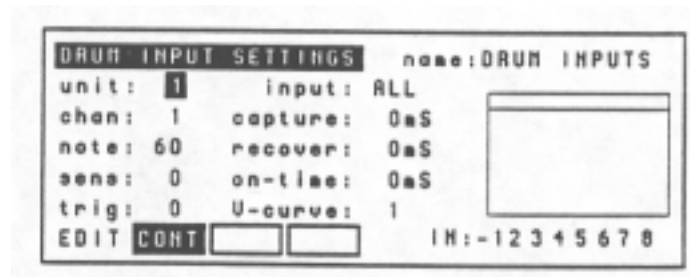 DRUM INPUT SETTINGS name:DRUM INPUTS
unit: 1 input: ALL
chan: 1 capture: 0mS
note: 60 recover: 0mS
sens: 0 on-time: 0mS
trig: 0 V-curve: 1
EDIT CONT IN:-12345678